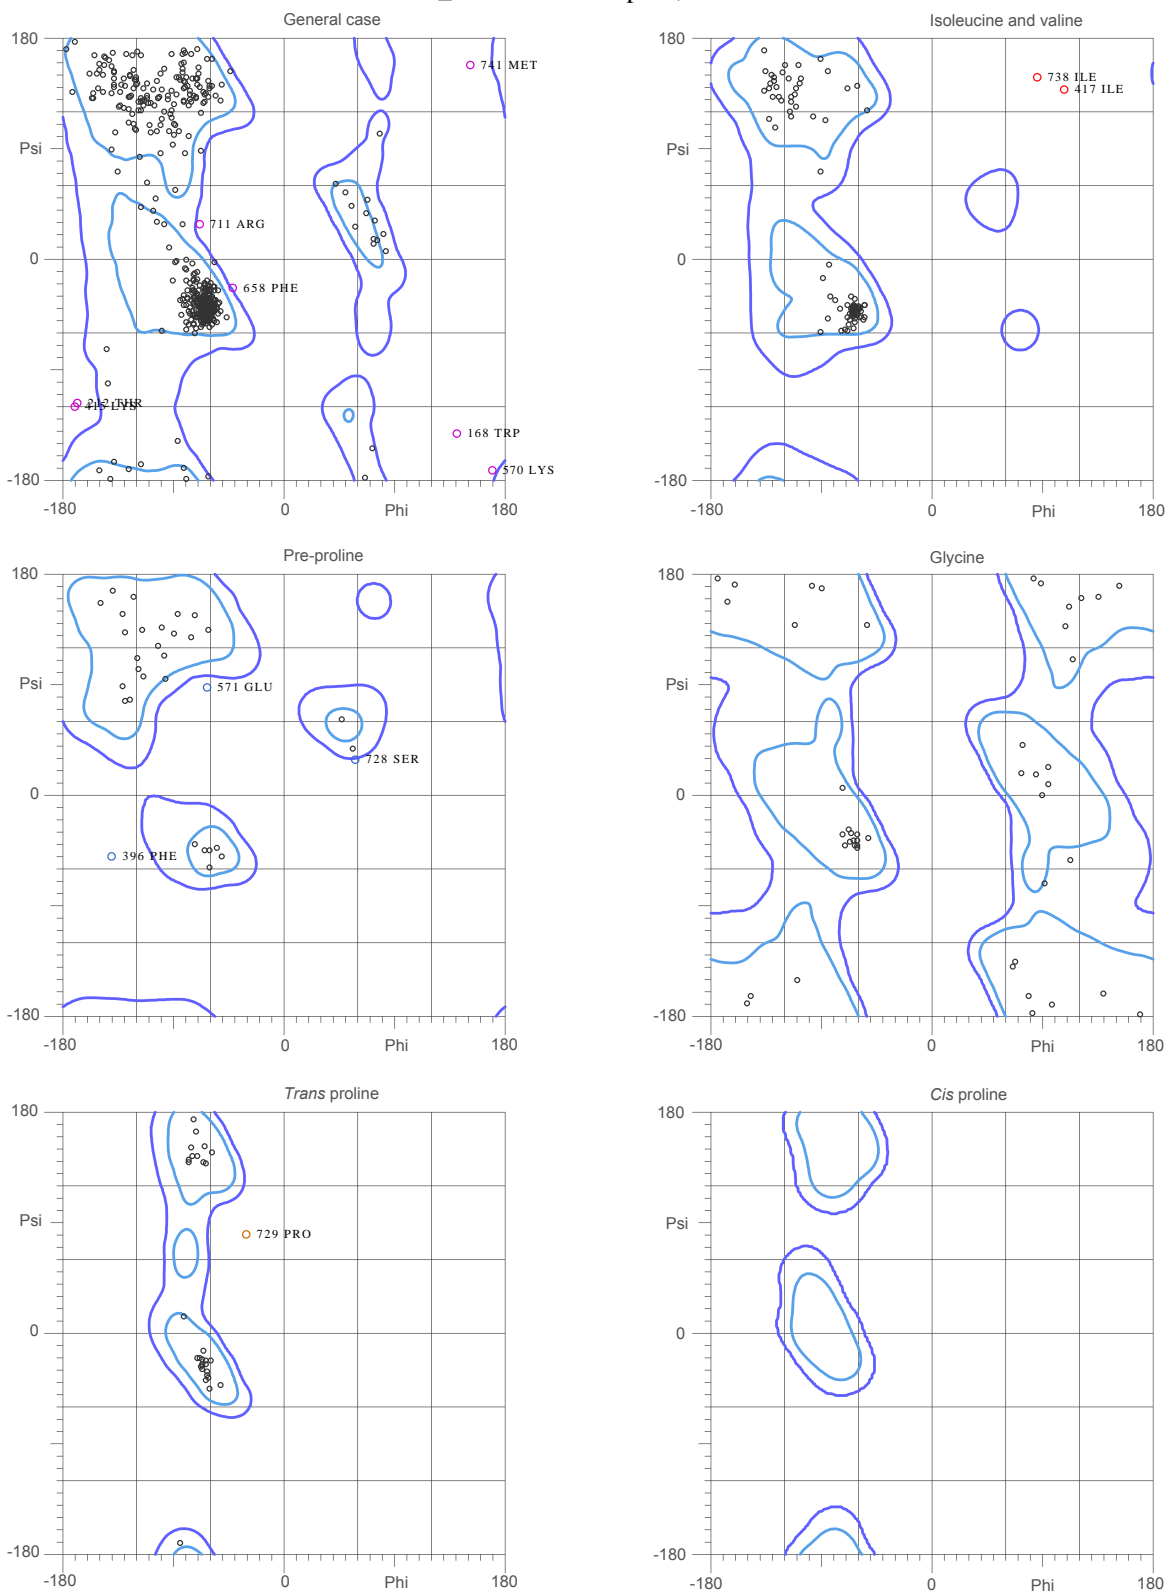 General case
180
Psi
0
-180
-180
0
Phi
180
741 MET
711 ARG
658 PHE
212 THR
415 LYS
168 TRP
570 LYS
Isoleucine and valine
180
Psi
0
-180
-180
0
Phi
180
738 ILE
417 ILE
Pre-proline
180
Psi
0
-180
-180
0
Phi
180
571 GLU
728 SER
396 PHE
Glycine
180
Psi
0
-180
-180
0
Phi
180
Trans proline
180
Psi
0
-180
-180
0
Phi
180
729 PRO
Cis proline
180
Psi
0
-180
-180
0
Phi
180